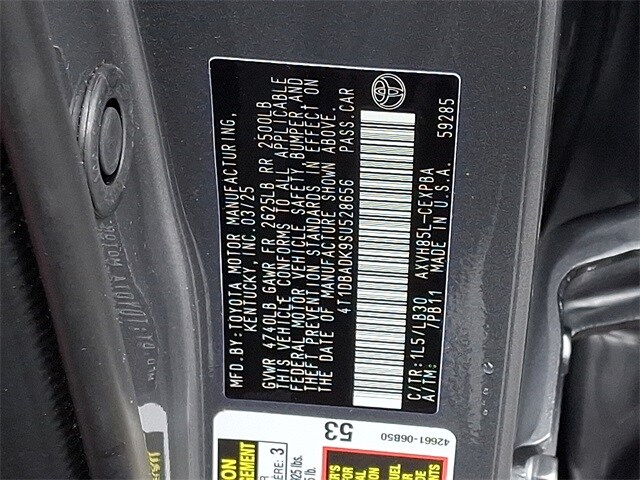 MFD.BY:TOYOTA MOTOR MANUFACTURING,
KENTUCKY, INC. 03/25
GVWR 4740LB GAWR FR 2625LB RR 2500LB
THIS VEHICLE CONFORMS TO ALL APPLICABLE
FEDERAL MOTOR VEHICLE SAFETY, BUMPER, AND
THEFT PREVENTION STANDARDS IN EFFECT ON
THE DATE OF MANUFACTURE SHOWN ABOVE.
4T1DBADK9SU528656 PASS.CAR
C/TR:1L5/LB30 AXVH85L-CEXPBA
A/TM: /PB11 MADE IN U.S.A.
59285
53
42661-06B50
3